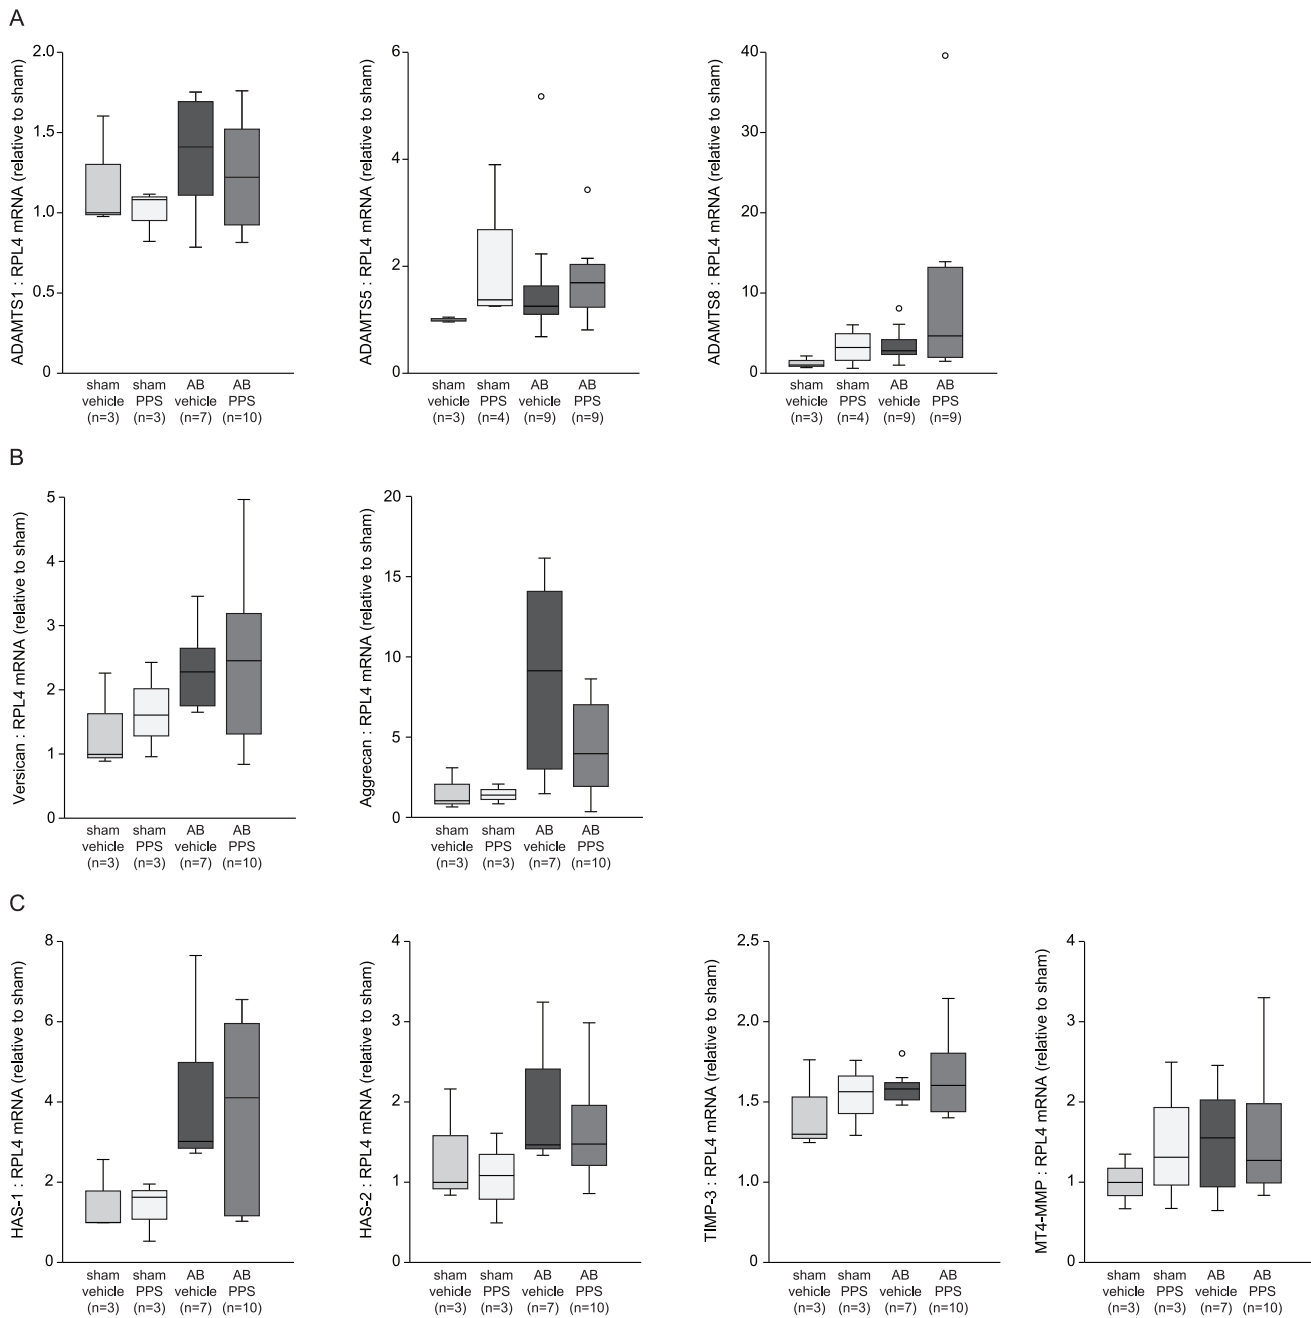 A
ADAMTS1 : RPL4 mRNA (relative to sham)
2.0
1.5
1.0
0.5
0
sham vehicle (n=3)
sham PPS (n=3)
AB vehicle (n=7)
AB PPS (n=10)
ADAMTS5 : RPL4 mRNA (relative to sham)
6
4
2
0
sham vehicle (n=3)
sham PPS (n=4)
AB vehicle (n=9)
AB PPS (n=9)
ADAMTS8 : RPL4 mRNA (relative to sham)
40
30
20
10
0
sham vehicle (n=3)
sham PPS (n=4)
AB vehicle (n=9)
AB PPS (n=9)
B
Versican : RPL4 mRNA (relative to sham)
5
4
3
2
1
0
sham vehicle (n=3)
sham PPS (n=3)
AB vehicle (n=7)
AB PPS (n=10)
Aggrecan : RPL4 mRNA (relative to sham)
20
15
10
5
0
sham vehicle (n=3)
sham PPS (n=3)
AB vehicle (n=7)
AB PPS (n=10)
C
HAS-1 : RPL4 mRNA (relative to sham)
8
6
4
2
0
sham vehicle (n=3)
sham PPS (n=3)
AB vehicle (n=7)
AB PPS (n=10)
HAS-2 : RPL4 mRNA (relative to sham)
4
3
2
1
0
sham vehicle (n=3)
sham PPS (n=3)
AB vehicle (n=7)
AB PPS (n=10)
TIMP-3 : RPL4 mRNA (relative to sham)
2.5
2.0
1.5
1.0
0
sham vehicle (n=3)
sham PPS (n=3)
AB vehicle (n=7)
AB PPS (n=10)
MT4-MMP : RPL4 mRNA (relative to sham)
4
3
2
1
0
sham vehicle (n=3)
sham PPS (n=3)
AB vehicle (n=7)
AB PPS (n=10)